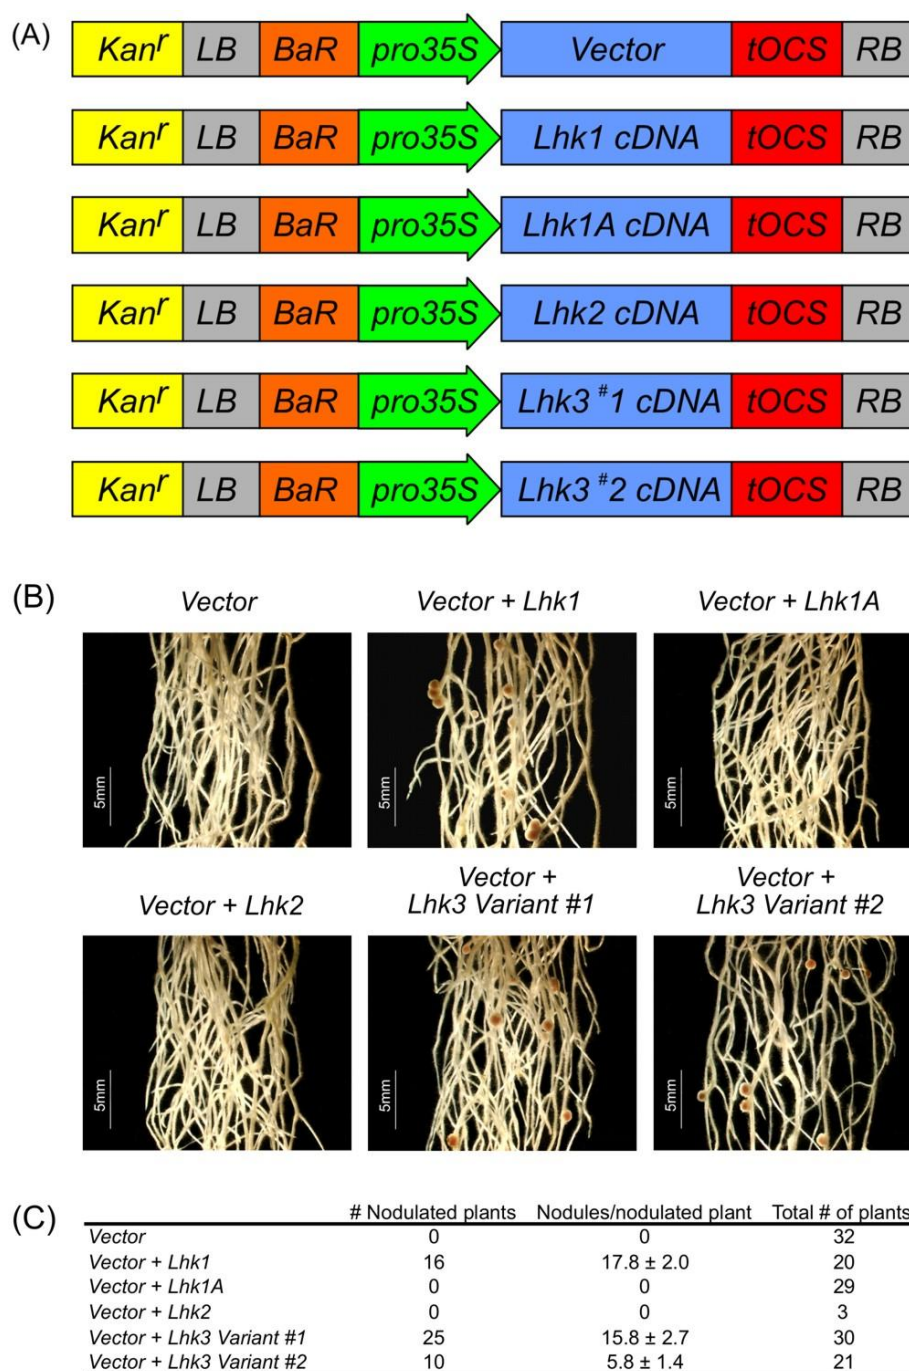 (A)
Kanr LB BaR pro35S Vector tOCS RB
Kanr LB BaR pro35S Lhk1 cDNA tOCS RB
Kanr LB BaR pro35S Lhk1A cDNA tOCS RB
Kanr LB BaR pro35S Lhk2 cDNA tOCS RB
Kanr LB BaR pro35S Lhk3 #1 cDNA tOCS RB
Kanr LB BaR pro35S Lhk3 #2 cDNA tOCS RB
(B)
Vector
5mm
Vector + Lhk1
5mm
Vector + Lhk1A
5mm
Vector + Lhk2
5mm
Vector +
Lhk3 Variant #1
5mm
Vector +
Lhk3 Variant #2
5mm
(C)
# Nodulated plants Nodules/nodulated plant Total # of plants
Vector 0 0 32
Vector + Lhk1 16 17.8 ± 2.0 20
Vector + Lhk1A 0 0 29
Vector + Lhk2 0 0 3
Vector + Lhk3 Variant #1 25 15.8 ± 2.7 30
Vector + Lhk3 Variant #2 10 5.8 ± 1.4 21